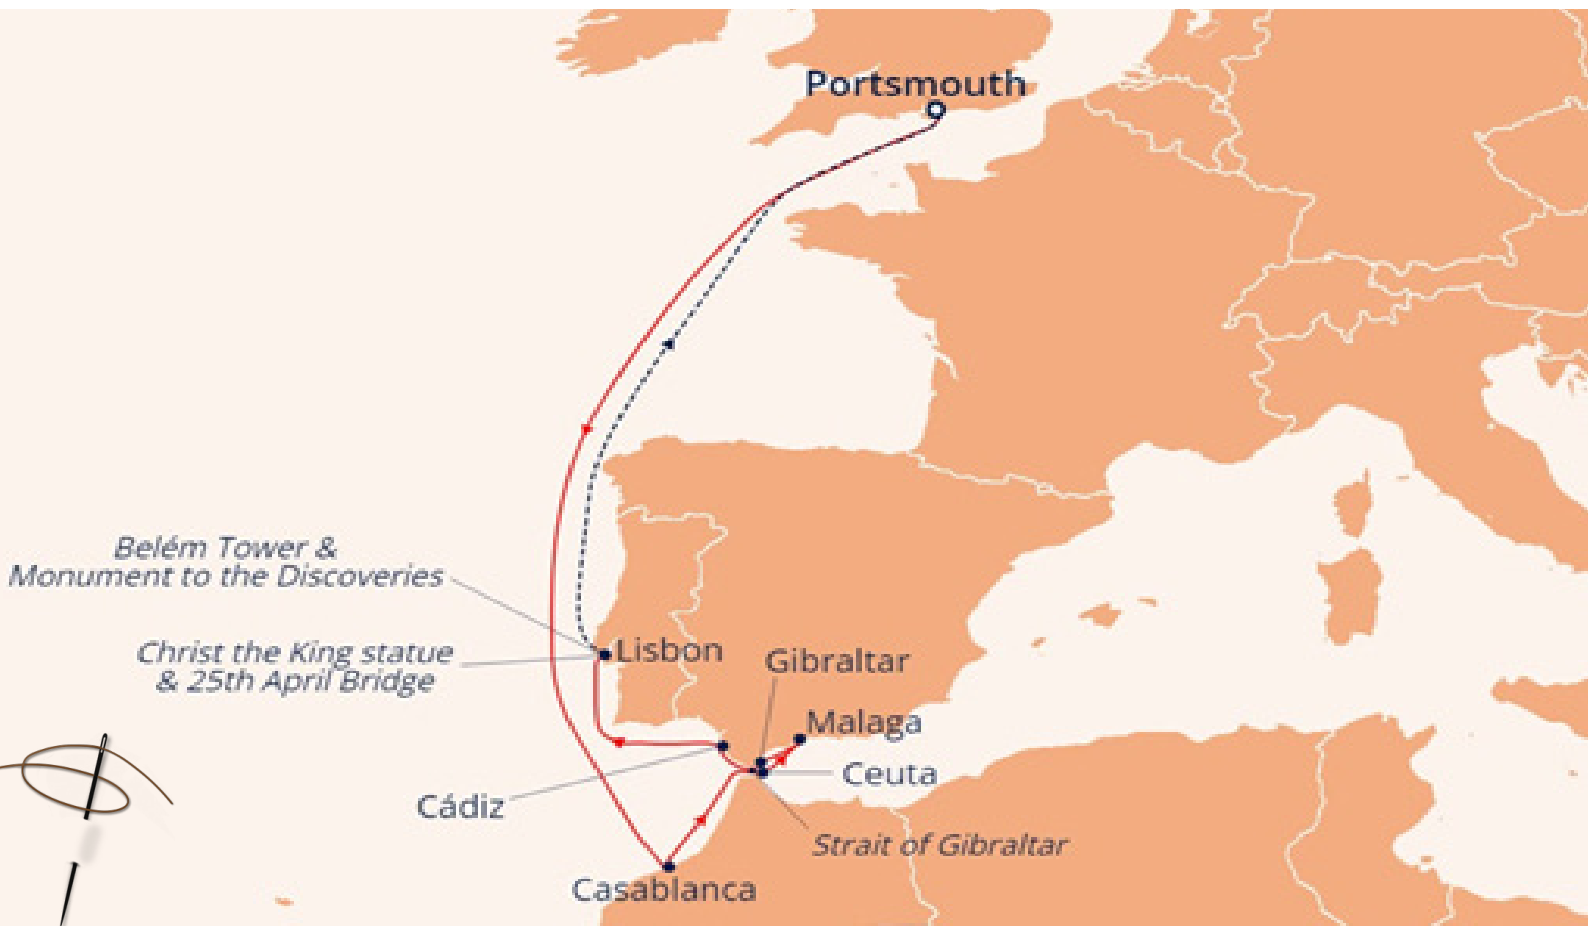 Portsmouth
Belém Tower &
Monument to the Discoveries
Christ the King statue
& 25th April Bridge
Lisbon
Gibraltar
Malaga
Ceuta
Cádiz
Strait of Gibraltar
Casablanca